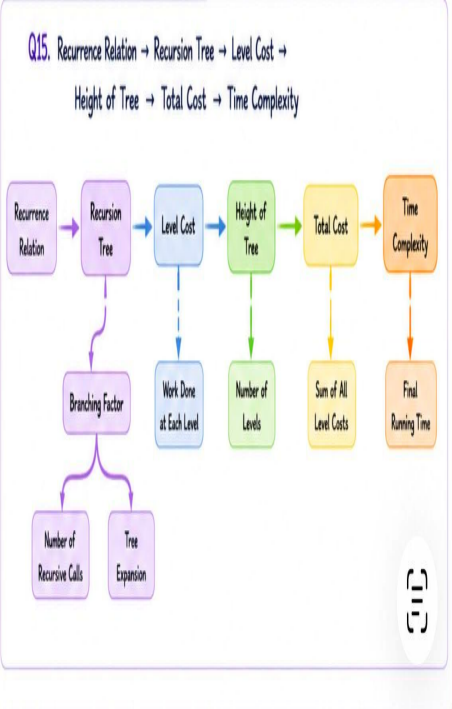 Q15. Recurrence Relation → Recursion Tree → Level Cost →
Height of Tree → Total Cost → Time Complexity
Recurrence
Relation
Recursion
Tree
Level Cost
Height of
Tree
Total Cost
Time
Complexity
Branching Factor
Work Done
at Each Level
Number of
Levels
Sum of All
Level Costs
Final
Running Time
Number of
Recursive Calls
Tree
Expansion